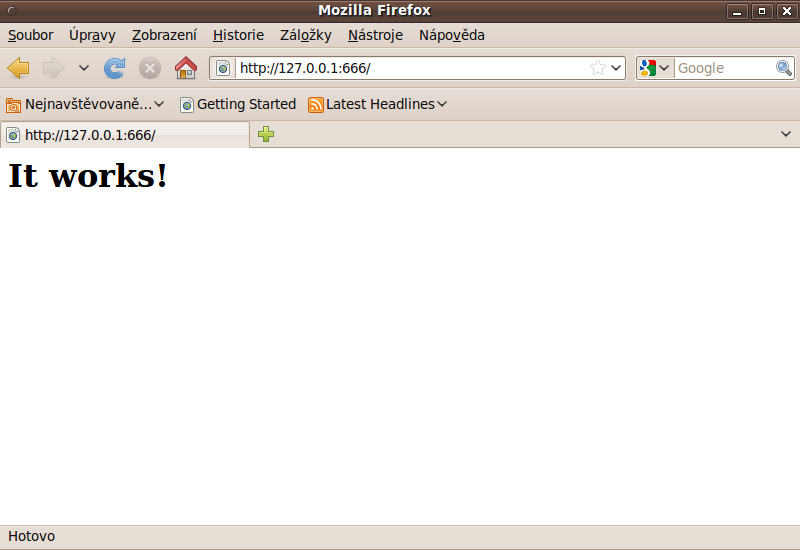 Mozilla Firefox
Soubor Úpravy Zobrazení Historie Záložky Nástroje Nápověda
http://127.0.0.1:666/ Google
Nejnavštěvovaně... Getting Started Latest Headlines
http://127.0.0.1:666/
It works!
Hotovo